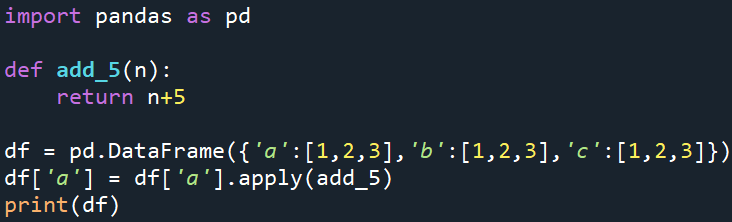 import pandas as pd
def add_5(n):
    return n+5
df = pd.DataFrame({'a':[1,2,3],'b':[1,2,3],'c':[1,2,3]})
df['a'] = df['a'].apply(add_5)
print(df)